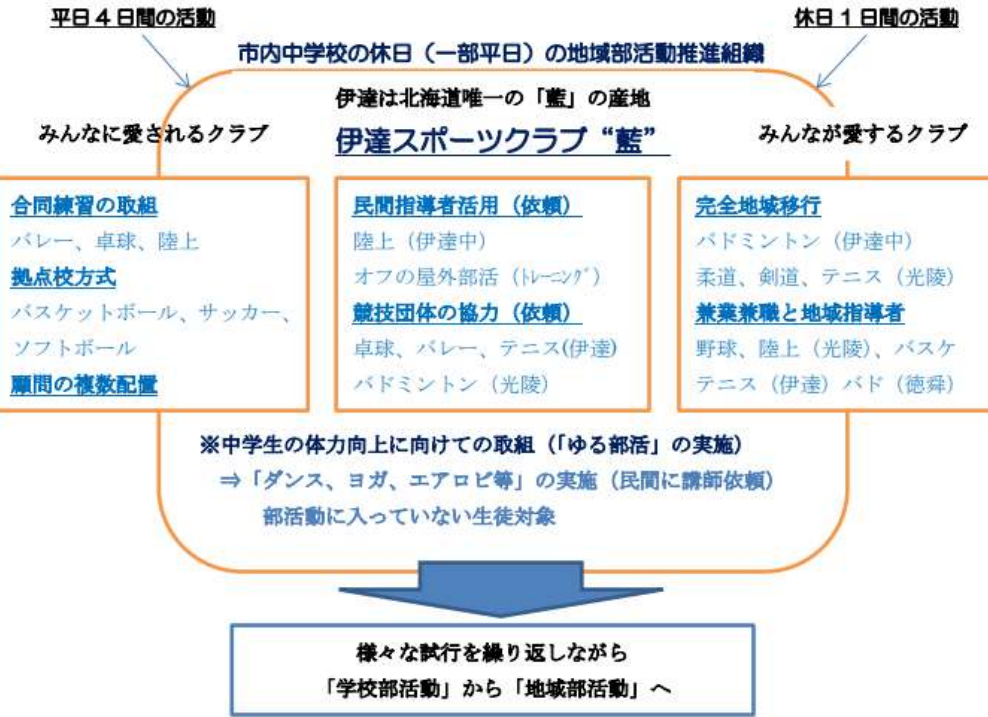 平日４日間の活動
休日１日間の活動
市内中学校の休日（一部平日）の地域部活動推進組織
伊達は北海道唯一の「藍」の産地
みんなに愛されるクラブ
伊達スポーツクラブ“藍”
みんなが愛するクラブ
合同練習の取組
バレー、卓球、陸上
拠点校方式
バスケットボール、サッカー、
ソフトボール
顧問の複数配置
民間指導者活用（依頼）
陸上（伊達中）
オフの屋外部活（ﾄﾚｰﾆﾝｸﾞ）
競技団体の協力（依頼）
卓球、バレー、テニス(伊達)
バドミントン（光陵）
完全地域移行
バドミントン（伊達中）
柔道、剣道、テニス（光陵）
兼業兼職と地域指導者
野球、陸上（光陵）、バスケ
テニス（伊達）バド（徳舜）
※中学生の体力向上に向けての取組（「ゆる部活」の実施）
⇒「ダンス、ヨガ、エアロビ等」の実施（民間に講師依頼）
部活動に入っていない生徒対象
様々な試行を繰り返しながら
「学校部活動」から「地域部活動」へ